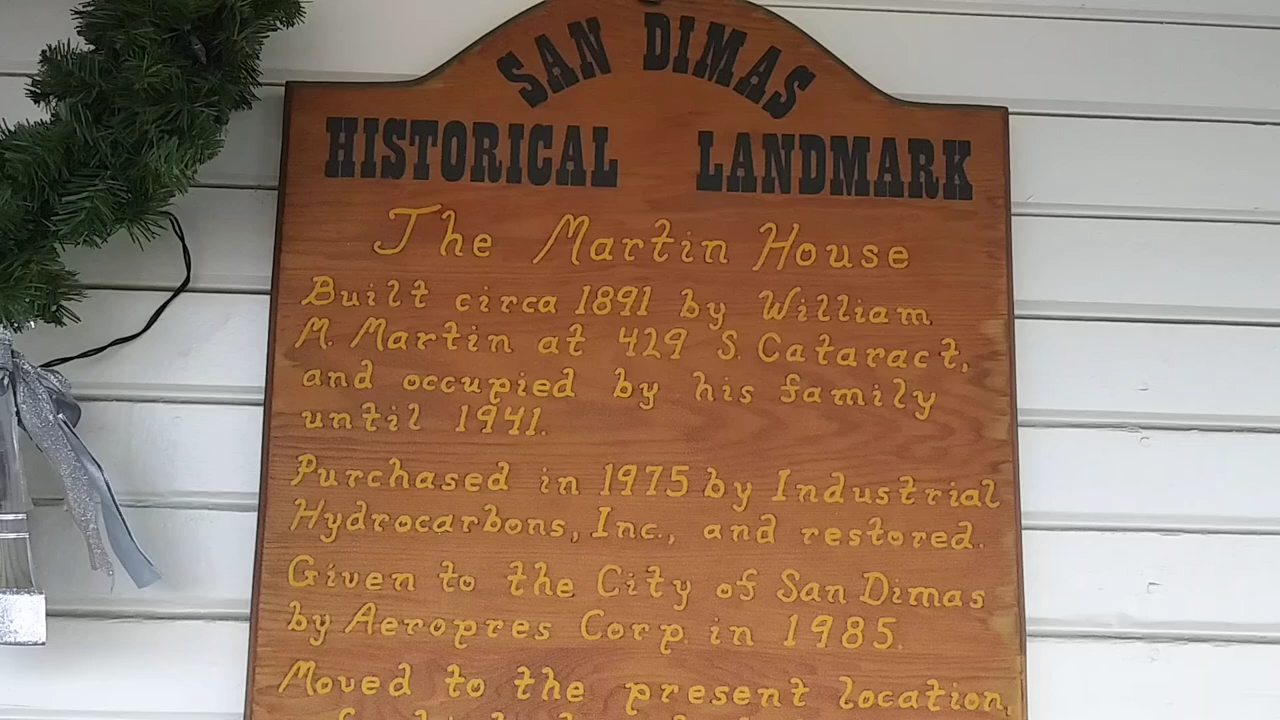 SAN DIMAS
HISTORICAL LANDMARK
The Martin House
Built circa 1891 by William
M. Martin at 429 S. Cataract,
and occupied by his family
until 1941.
Purchased in 1975 by Industrial
Hydrocarbons, Inc., and restored.
Given to the City of San Dimas
by Aeropres Corp. in 1985.
Moved to the present location,